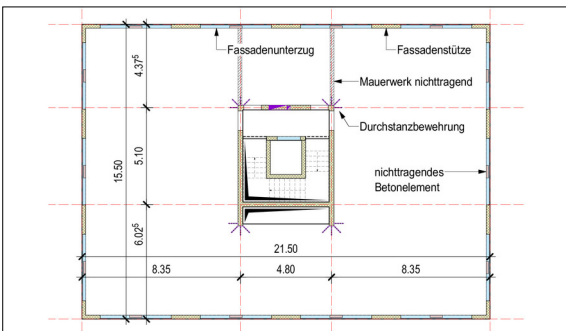 Fassadenunterzug
Fassadenstütze
4.37⁵
Mauerwerk nichttragend
Durchstanzbewehrung
15.50
5.10
nichttragendes
Betonelement
6.02⁵
21.50
8.35
4.80
8.35